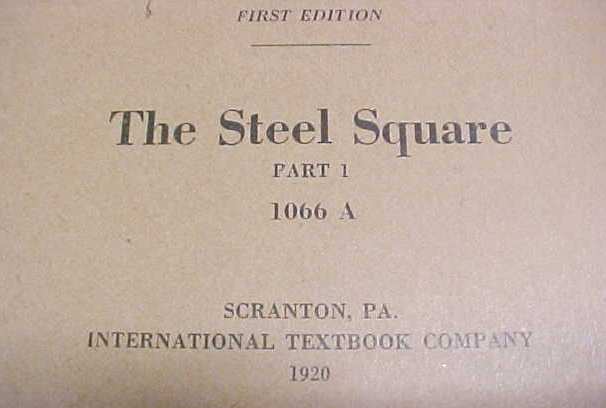 FIRST EDITION
The Steel Square
PART 1
1066 A
SCRANTON, PA.
INTERNATIONAL TEXTBOOK COMPANY
1920